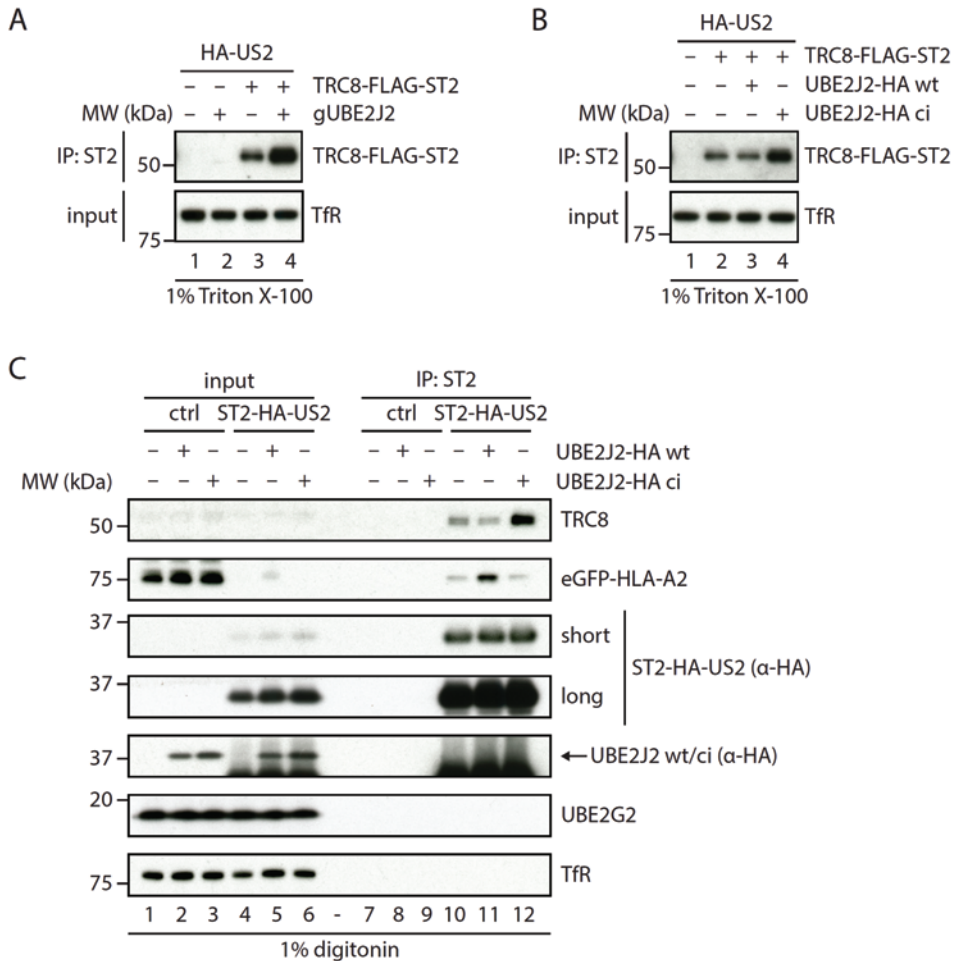 A
HA-US2
– – + + TRC8-FLAG-ST2
MW (kDa) – + – + gUBE2J2
IP: ST2 50 TRC8-FLAG-ST2
input 75 TfR
1 2 3 4
1% Triton X-100
B
HA-US2
– + + + TRC8-FLAG-ST2
– – + – UBE2J2-HA wt
MW (kDa) – – – + UBE2J2-HA ci
IP: ST2 50 TRC8-FLAG-ST2
input 75 TfR
1 2 3 4
1% Triton X-100
C
input IP: ST2
ctrl ST2-HA-US2 ctrl ST2-HA-US2
– + – – + – – + – – + – UBE2J2-HA wt
MW (kDa) – – + – – + – – + – – + UBE2J2-HA ci
50 TRC8
75 eGFP-HLA-A2
37 short
ST2-HA-US2 (α-HA)
37 long
37 UBE2J2 wt/ci (α-HA)
20 UBE2G2
75 TfR
1 2 3 4 5 6 - 7 8 9 10 11 12
1% digitonin